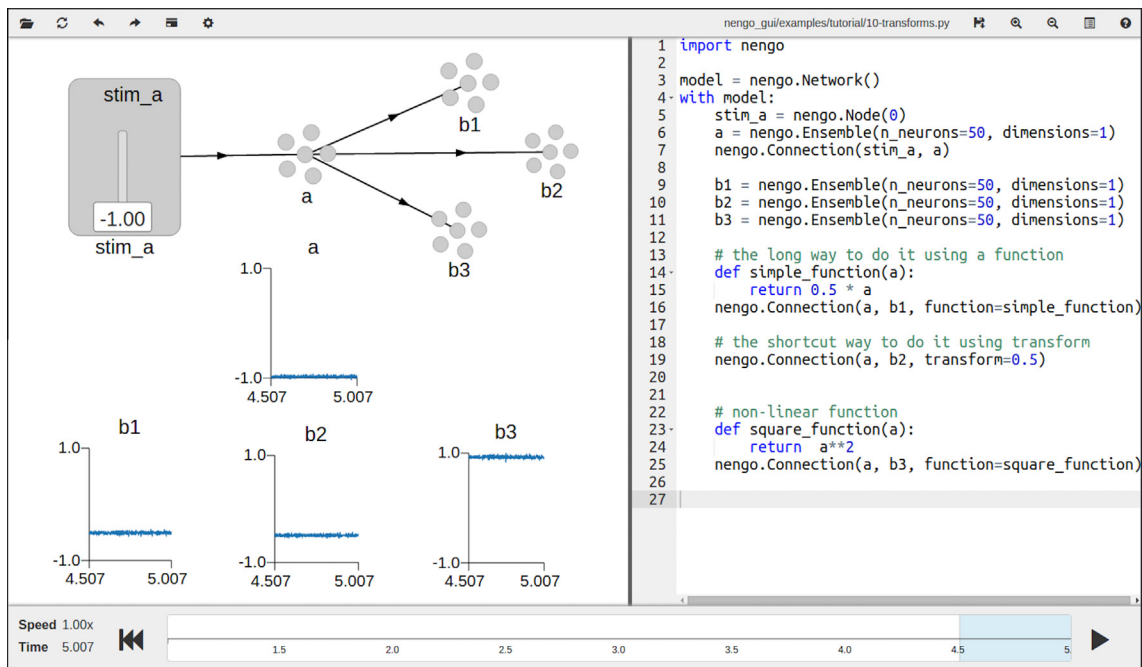 nengo_gui/examples/tutorial/10-transforms.py
stim_a
-1.00
stim_a
a
b1
b2
b3
a
1.0
-1.0
4.507 5.007
b1
1.0
-1.0
4.507 5.007
b2
1.0
-1.0
4.507 5.007
b3
1.0
-1.0
4.507 5.007
1 import nengo
2
3 model = nengo.Network()
4 with model:
5 stim_a = nengo.Node(0)
6 a = nengo.Ensemble(n_neurons=50, dimensions=1)
7 nengo.Connection(stim_a, a)
8
9 b1 = nengo.Ensemble(n_neurons=50, dimensions=1)
10 b2 = nengo.Ensemble(n_neurons=50, dimensions=1)
11 b3 = nengo.Ensemble(n_neurons=50, dimensions=1)
12
13 # the long way to do it using a function
14 def simple_function(a):
15 return 0.5 * a
16 nengo.Connection(a, b1, function=simple_function)
17
18 # the shortcut way to do it using transform
19 nengo.Connection(a, b2, transform=0.5)
20
21
22 # non-linear function
23 def square_function(a):
24 return a**2
25 nengo.Connection(a, b3, function=square_function)
26
27
Speed 1.00x
Time 5.007
1.5 2.0 2.5 3.0 3.5 4.0 4.5 5.